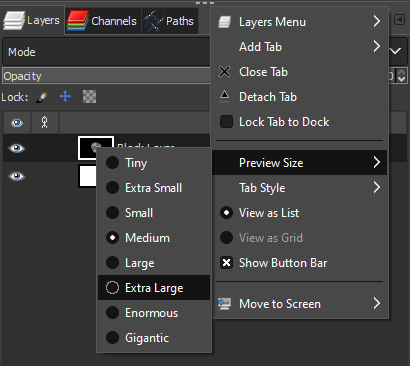 Layers Channels Paths
Mode
Opacity
Lock:
Layers Menu
Add Tab
Close Tab
Detach Tab
Lock Tab to Dock
Preview Size
Tab Style
View as List
View as Grid
Show Button Bar
Move to Screen
Tiny
Extra Small
Small
Medium
Large
Extra Large
Enormous
Gigantic